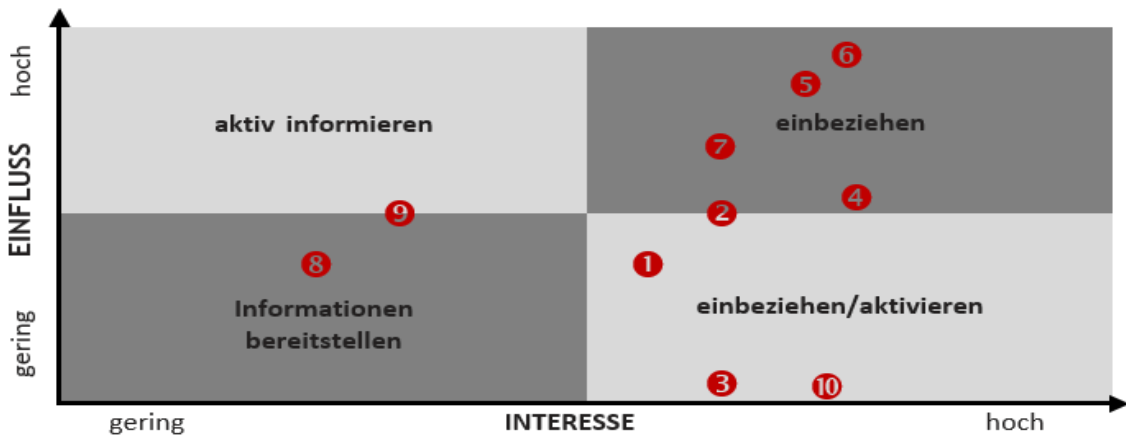 hoch
6
5
aktiv informieren
einbeziehen
7
EINFLUSS
4
9
2
8
1
Informationen
bereitstellen
einbeziehen/aktivieren
gering
3
10
gering
INTERESSE
hoch